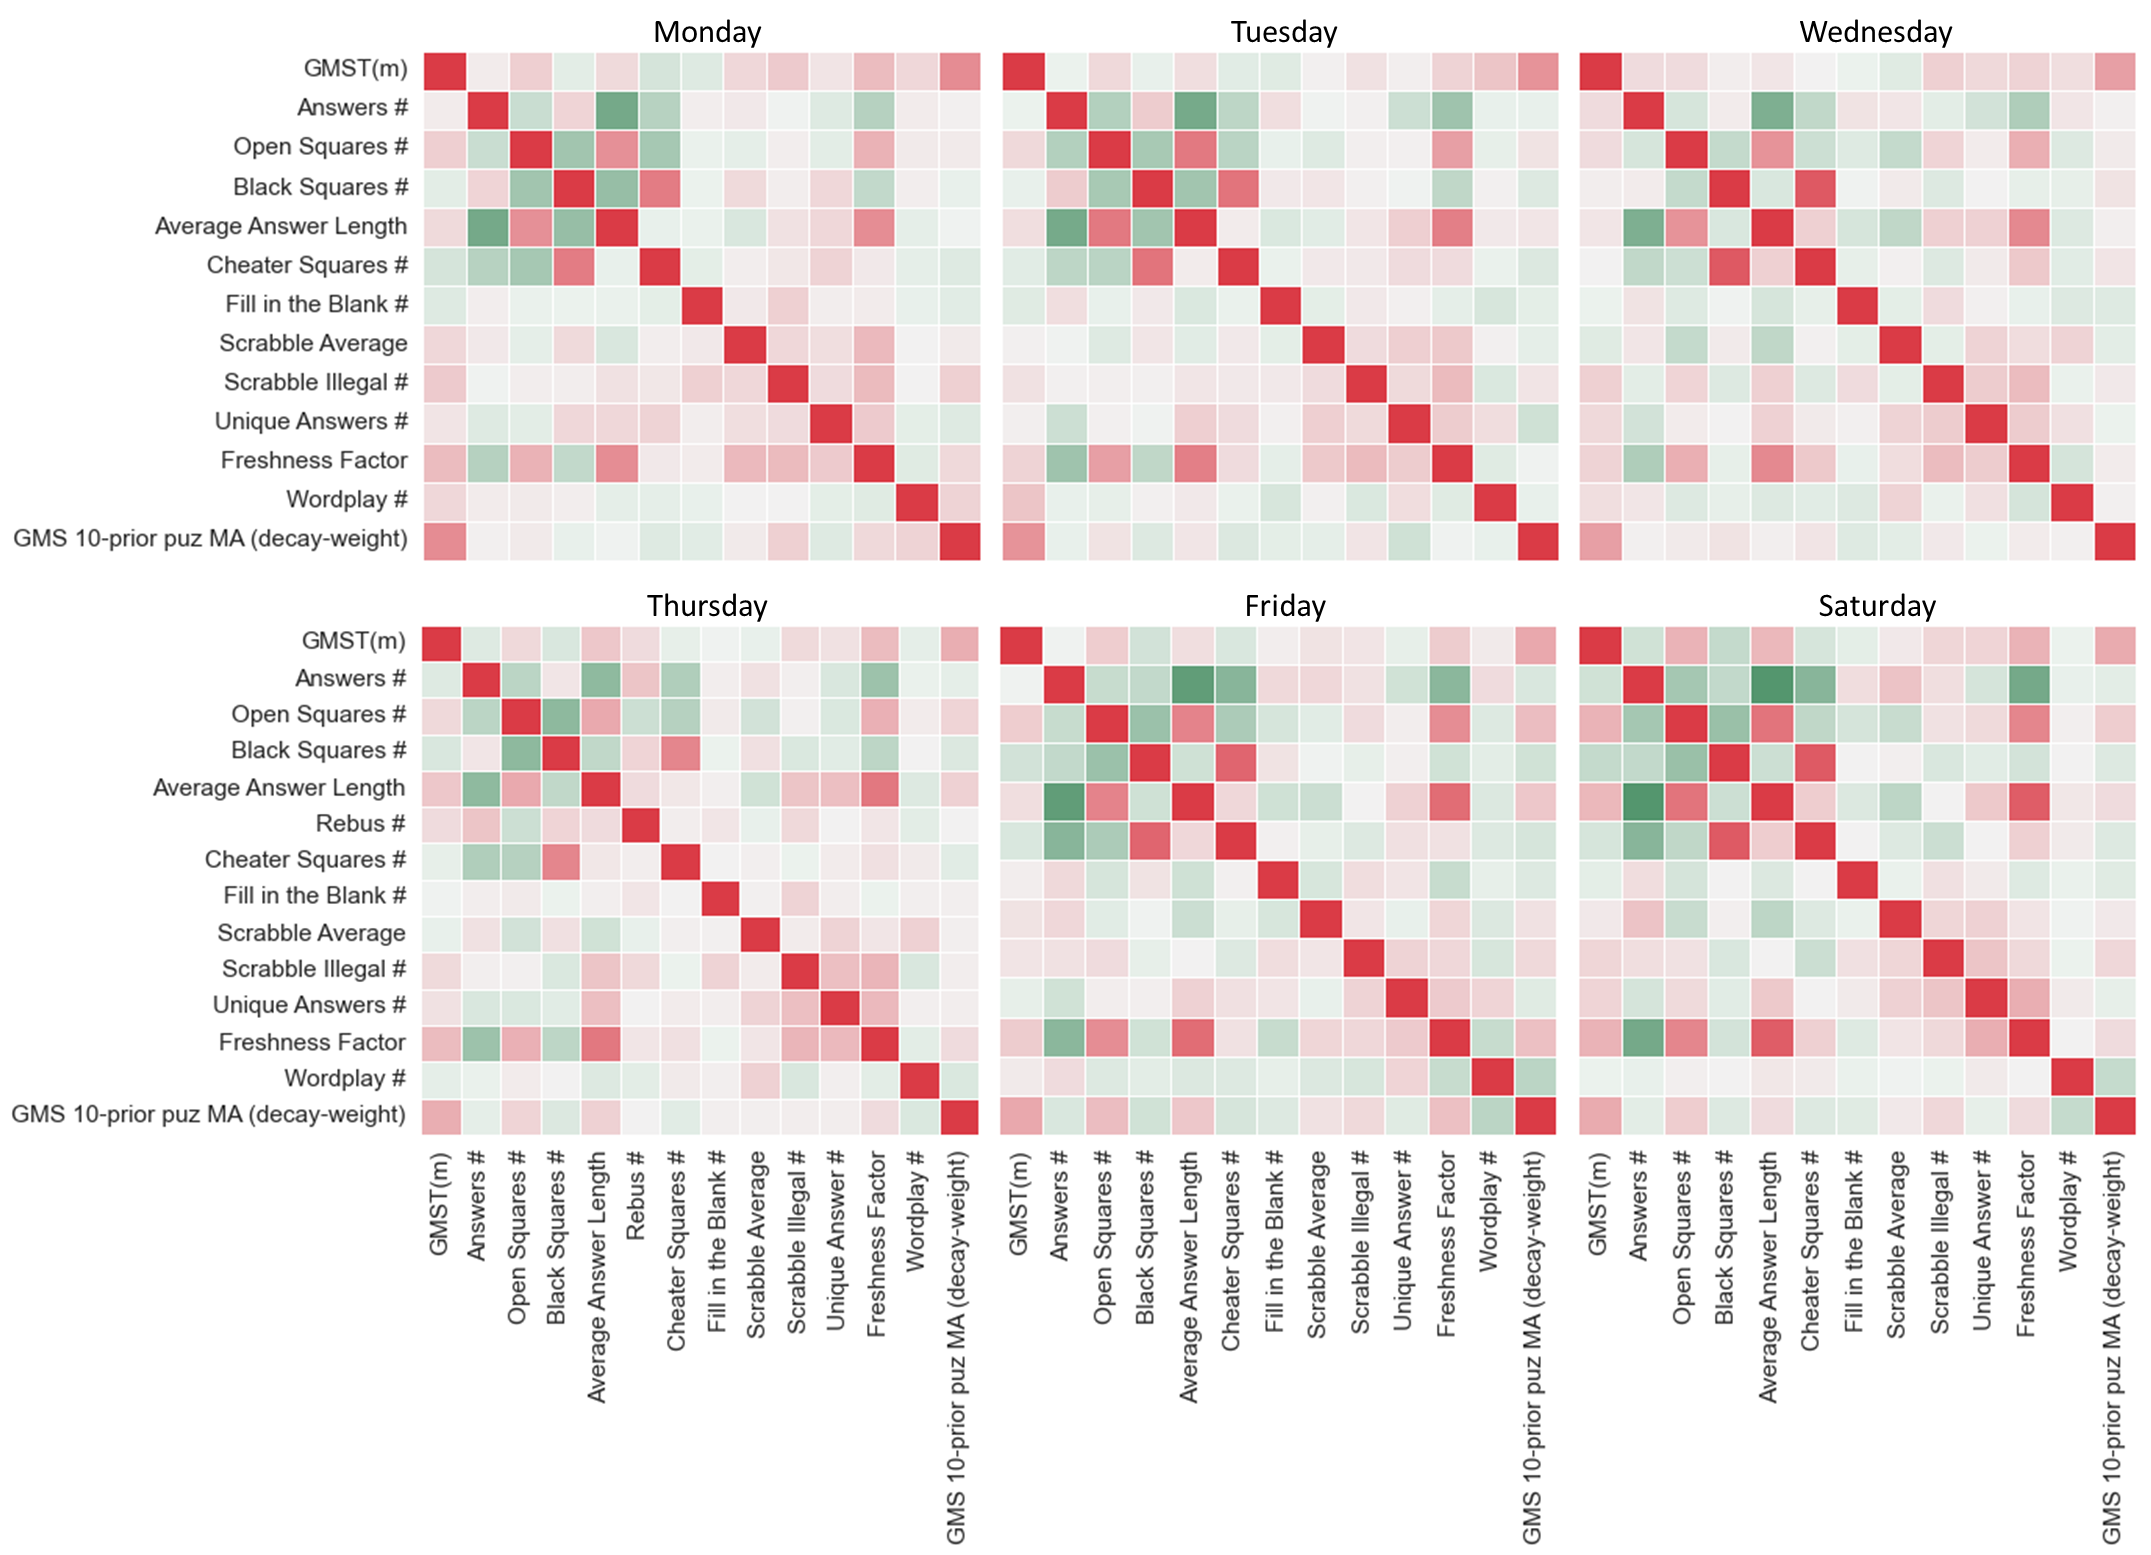 Monday
Tuesday
Wednesday
GMST(m)
Answers #
Open Squares #
Black Squares #
Average Answer Length
Cheater Squares #
Fill in the Blank #
Scrabble Average
Scrabble Illegal #
Unique Answers #
Freshness Factor
Wordplay #
GMS 10-prior puz MA (decay-weight)
Thursday
Friday
Saturday
GMST(m)
Answers #
Open Squares #
Black Squares #
Average Answer Length
Rebus #
Cheater Squares #
Fill in the Blank #
Scrabble Average
Scrabble Illegal #
Unique Answers #
Freshness Factor
Wordplay #
GMS 10-prior puz MA (decay-weight)
GMST(m)
Answers #
Open Squares #
Black Squares #
Average Answer Length
Rebus #
Cheater Squares #
Fill in the Blank #
Scrabble Average
Scrabble Illegal #
Unique Answer #
Freshness Factor
Wordplay #
GMS 10-prior puz MA (decay-weight)
GMST(m)
Answers #
Open Squares #
Black Squares #
Average Answer Length
Cheater Squares #
Fill in the Blank #
Scrabble Average
Scrabble Illegal #
Unique Answer #
Freshness Factor
Wordplay #
GMS 10-prior puz MA (decay-weight)
GMST(m)
Answers #
Open Squares #
Black Squares #
Average Answer Length
Cheater Squares #
Fill in the Blank #
Scrabble Average
Scrabble Illegal #
Unique Answer #
Freshness Factor
Wordplay #
GMS 10-prior puz MA (decay-weight)